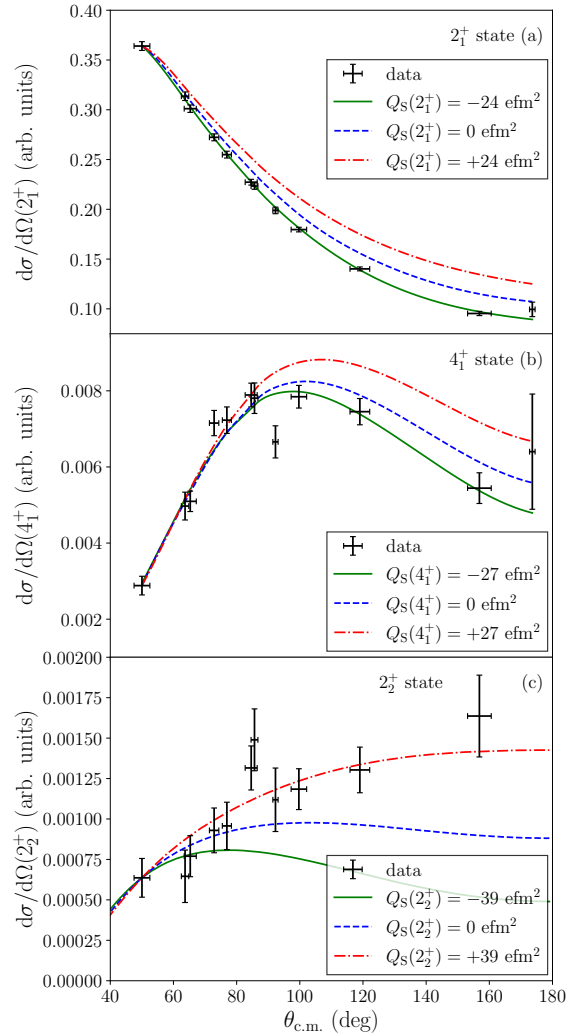 2₁⁺ state (a)
0.40
0.35
0.30
0.25
0.20
0.15
0.10
dσ/dΩ(2₁⁺) (arb. units)
data
Q_S(2₁⁺) = −24 efm²
Q_S(2₁⁺) = 0 efm²
Q_S(2₁⁺) = +24 efm²
4₁⁺ state (b)
0.008
0.006
0.004
0.002
dσ/dΩ(4₁⁺) (arb. units)
data
Q_S(4₁⁺) = −27 efm²
Q_S(4₁⁺) = 0 efm²
Q_S(4₁⁺) = +27 efm²
2₂⁺ state (c)
0.00200
0.00175
0.00150
0.00125
0.00100
0.00075
0.00050
0.00025
0.00000
dσ/dΩ(2₂⁺) (arb. units)
data
Q_S(2₂⁺) = −39 efm²
Q_S(2₂⁺) = 0 efm²
Q_S(2₂⁺) = +39 efm²
40 60 80 100 120 140 160 180
θ_c.m. (deg)